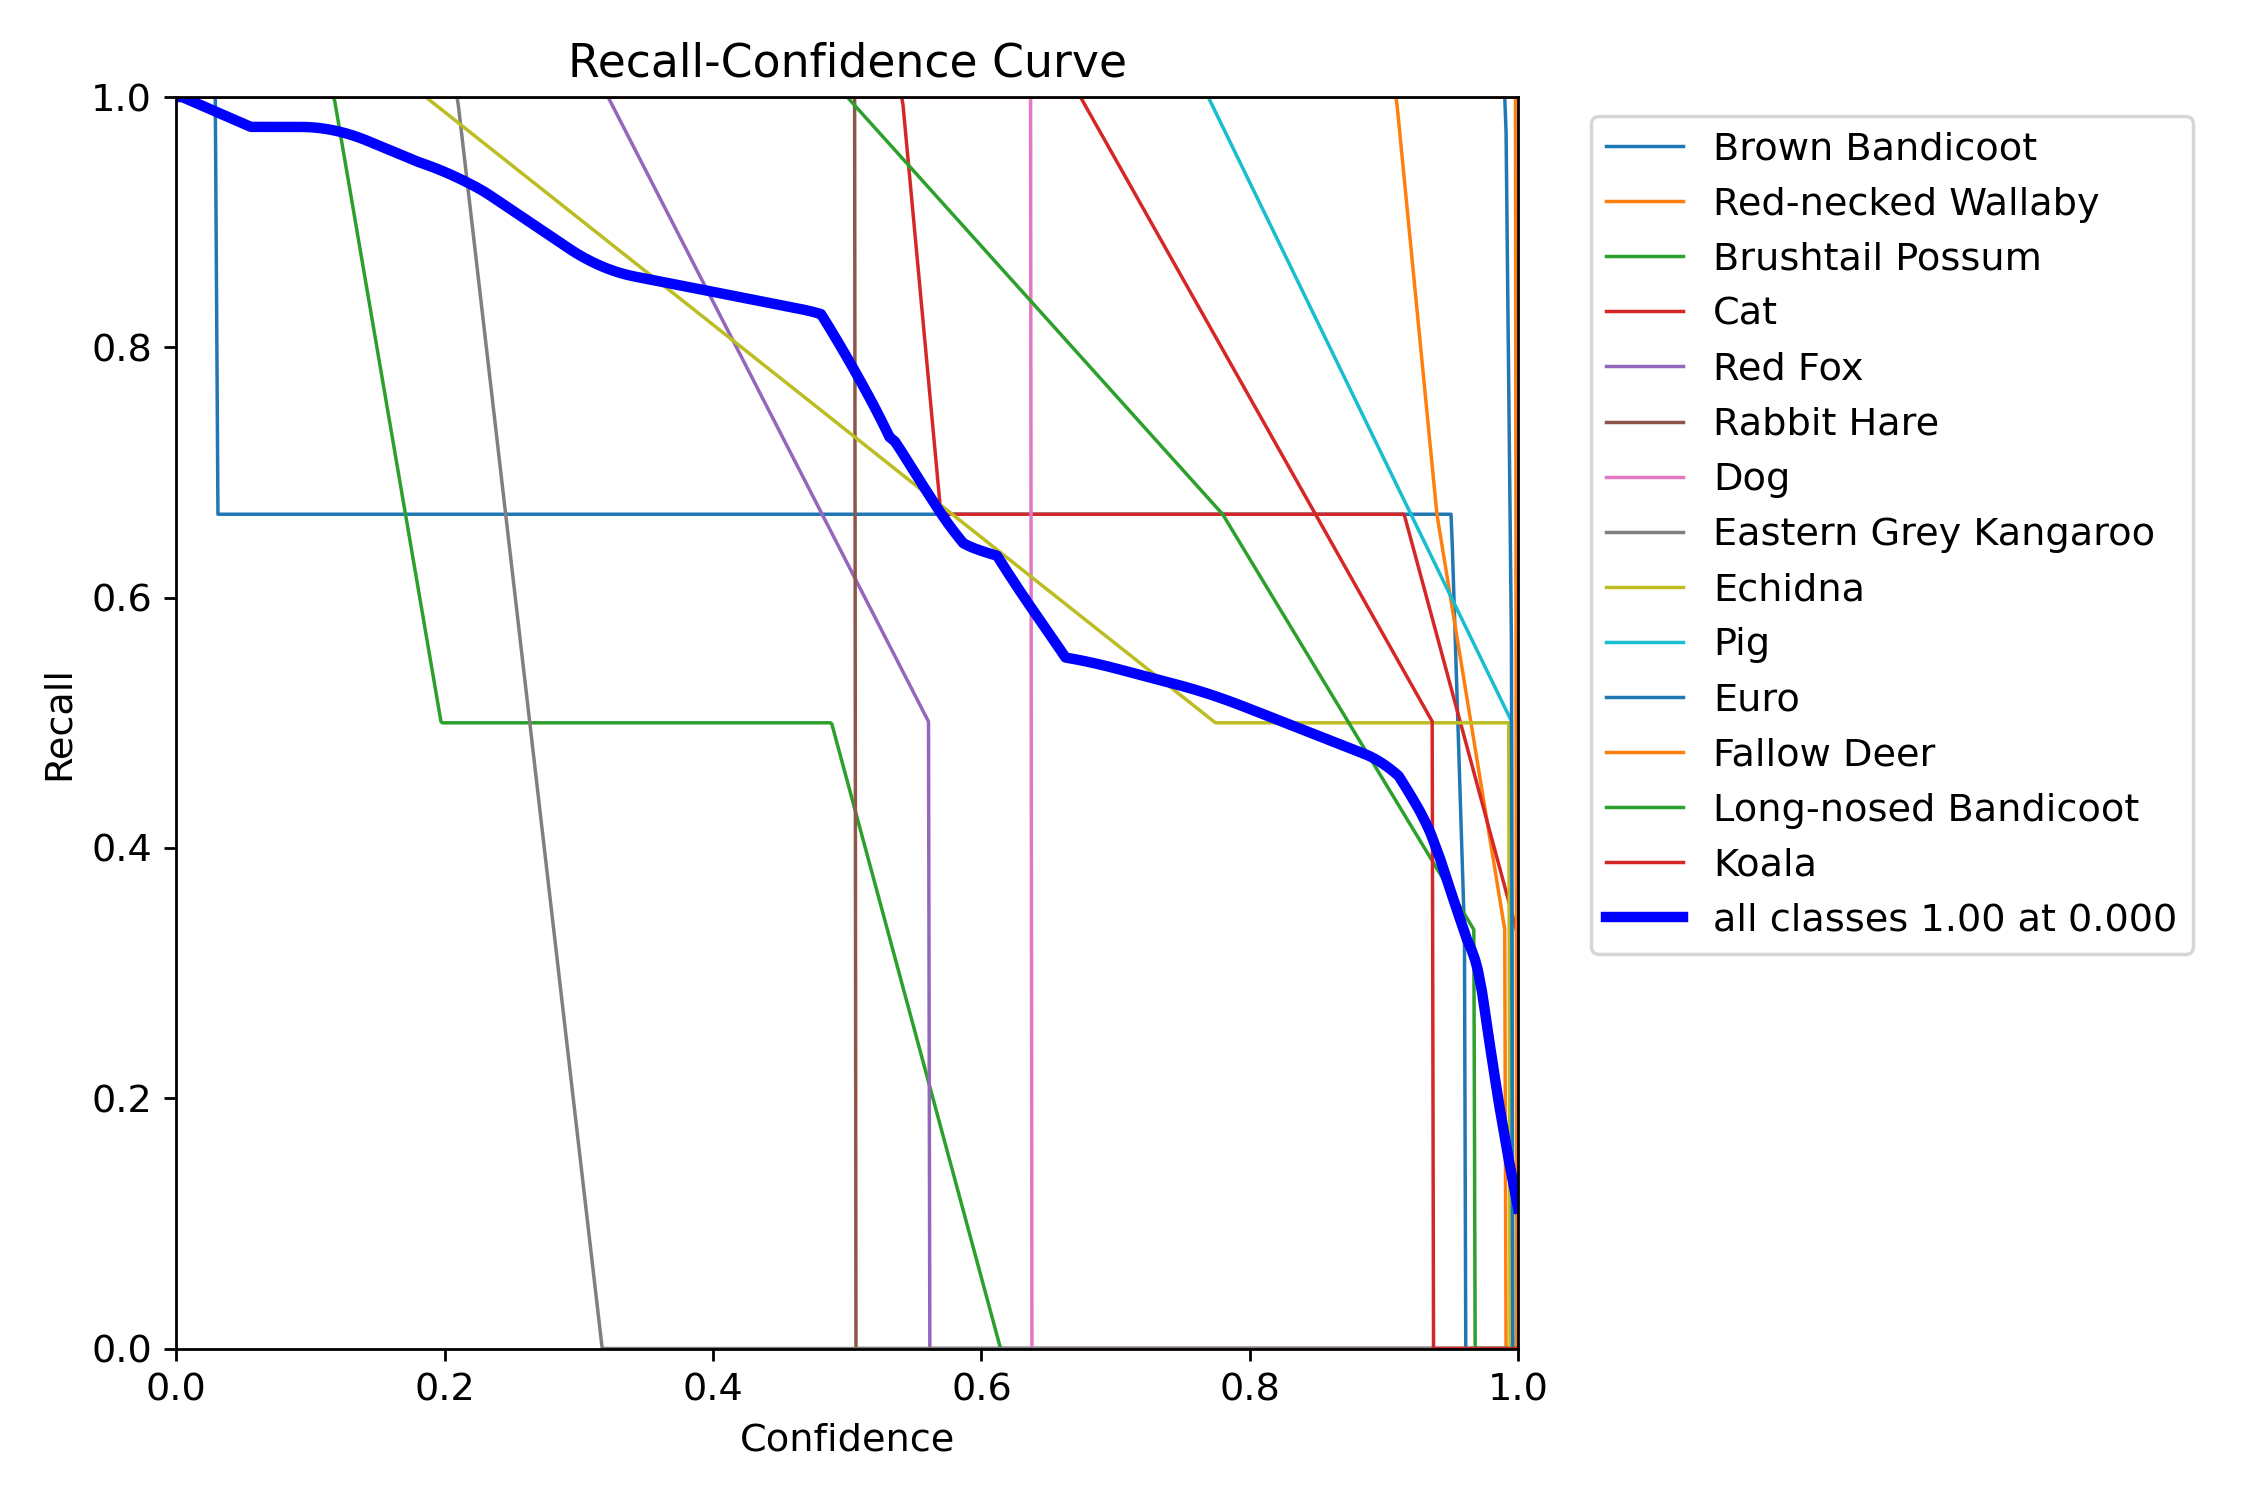 Recall-Confidence Curve
1.0
0.8
0.6
0.4
0.2
0.0
Recall
0.0 0.2 0.4 0.6 0.8 1.0
Confidence
Brown Bandicoot
Red-necked Wallaby
Brushtail Possum
Cat
Red Fox
Rabbit Hare
Dog
Eastern Grey Kangaroo
Echidna
Pig
Euro
Fallow Deer
Long-nosed Bandicoot
Koala
all classes 1.00 at 0.000